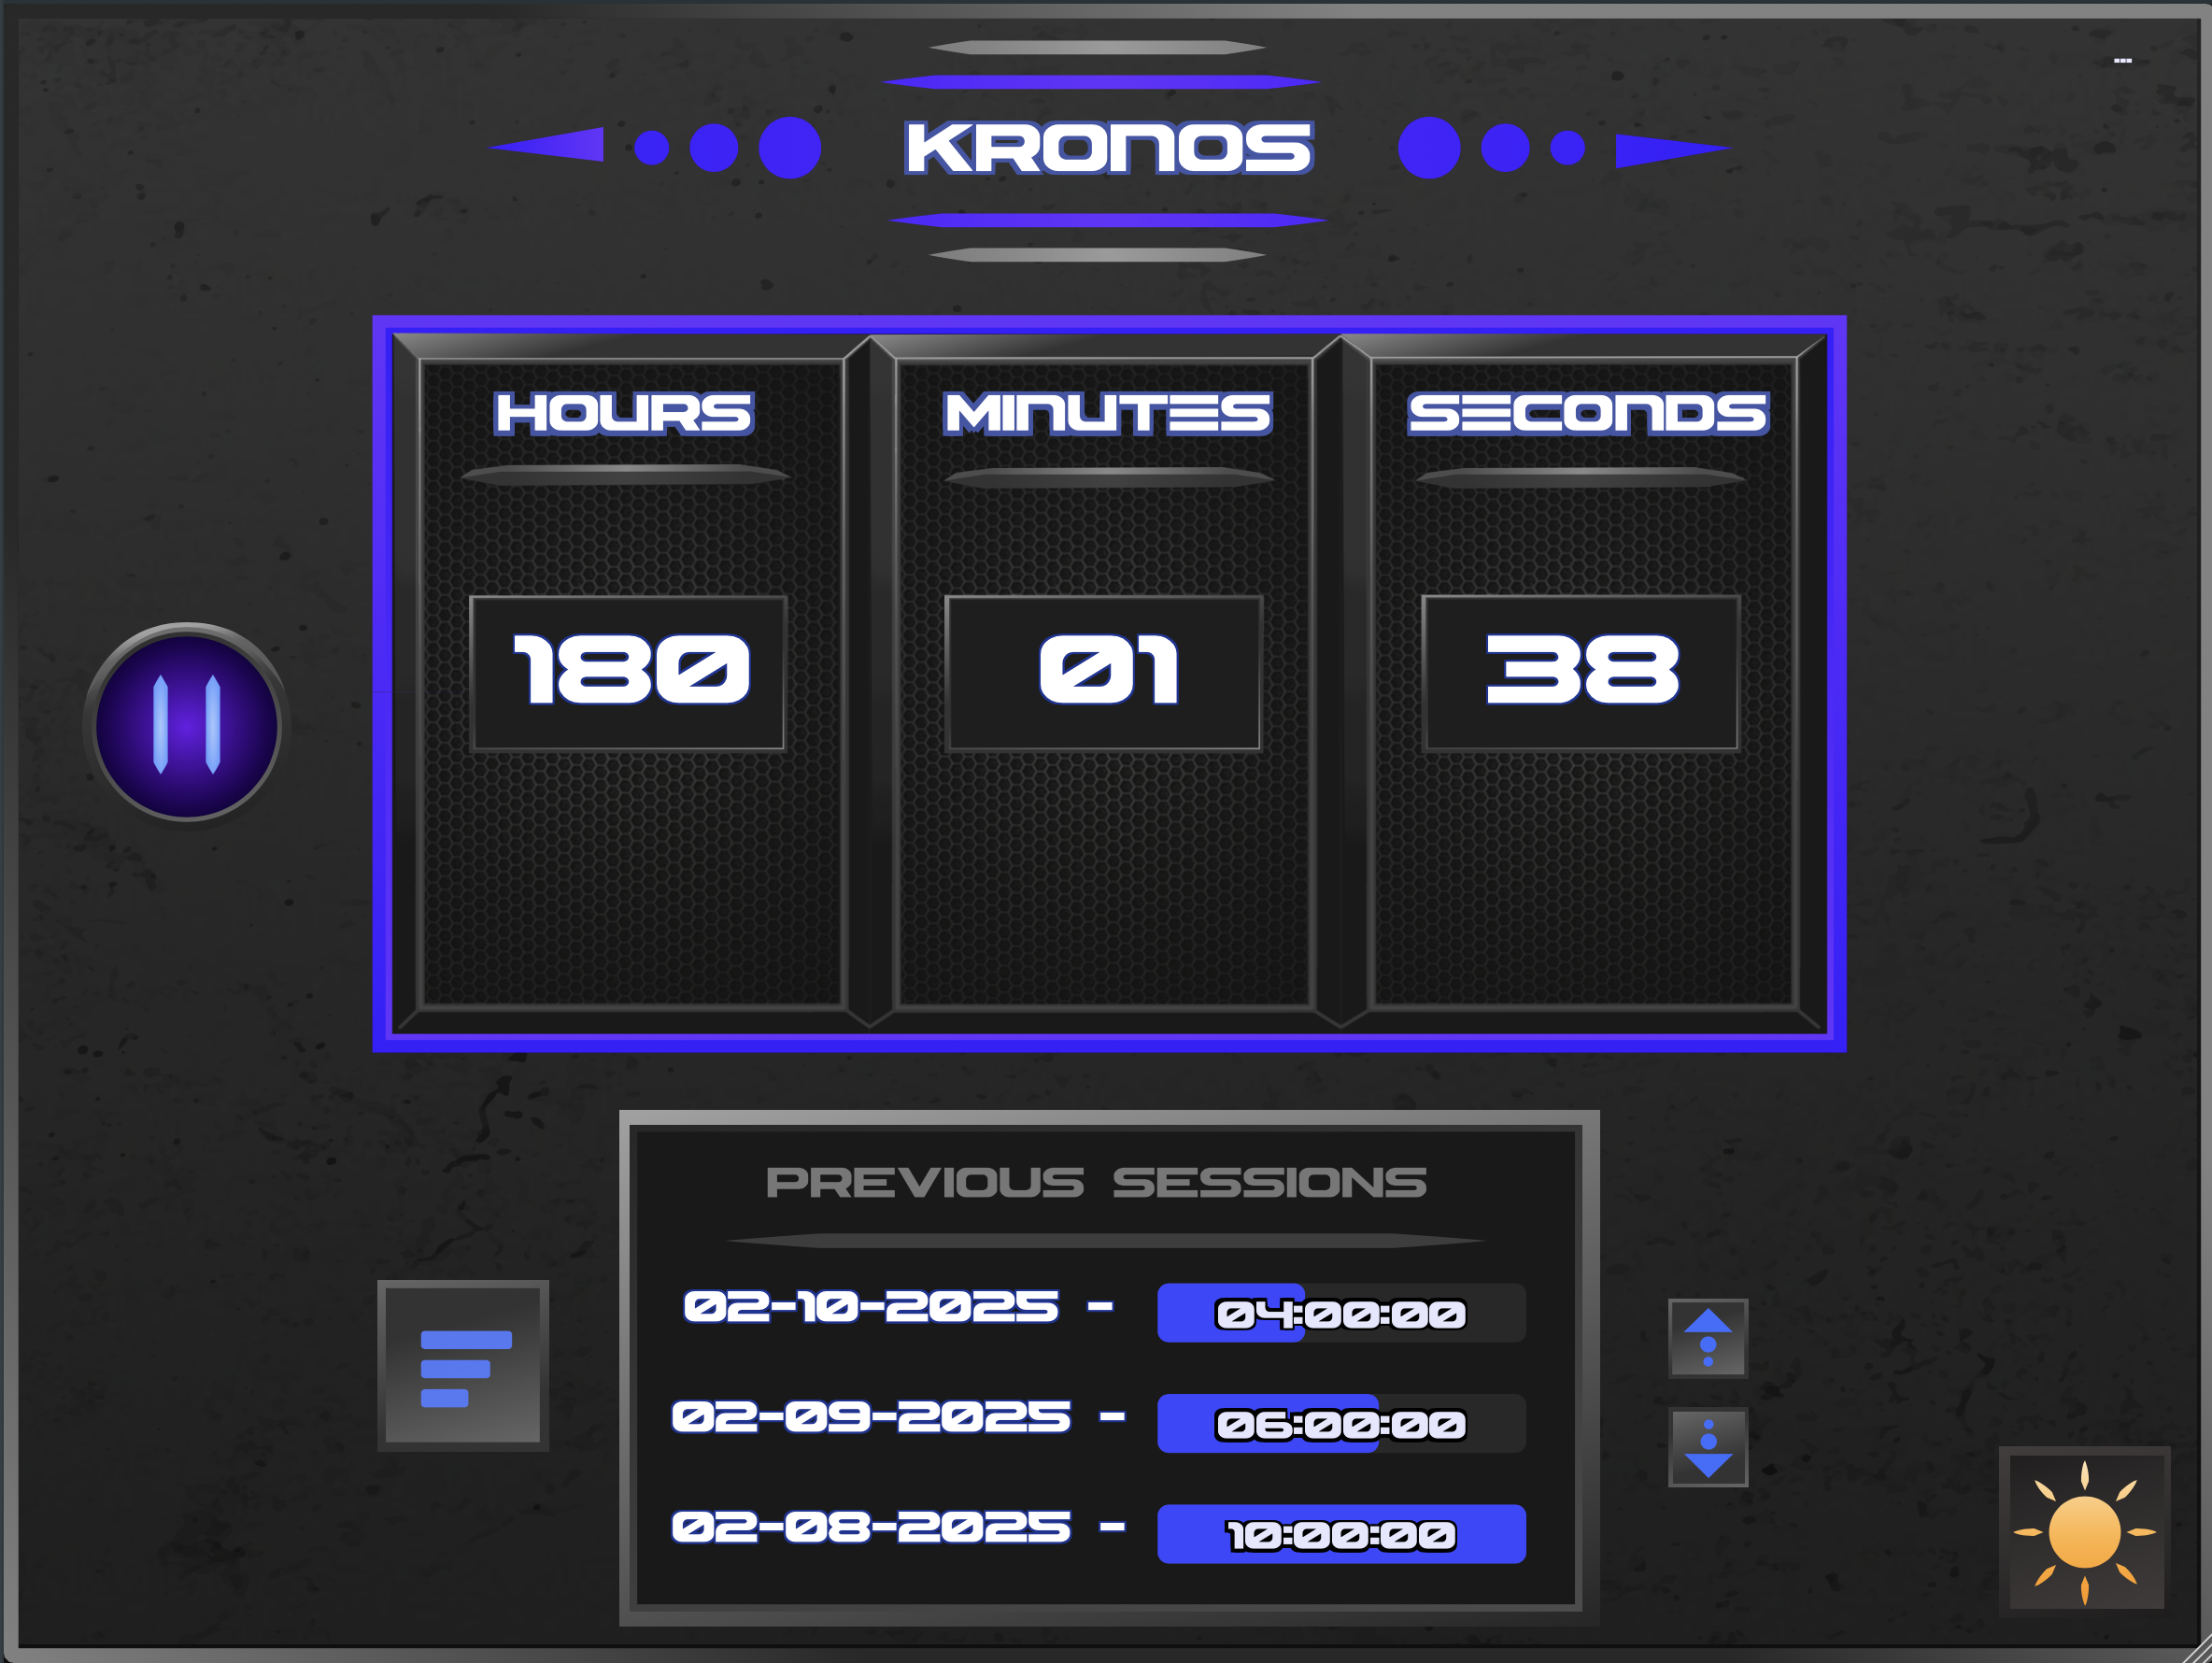 KRONOS
HOURS MINUTES SECONDS
180 01 38
PREVIOUS SESSIONS
02-10-2025 - 04:00:00
02-09-2025 - 06:00:00
02-08-2025 - 10:00:00